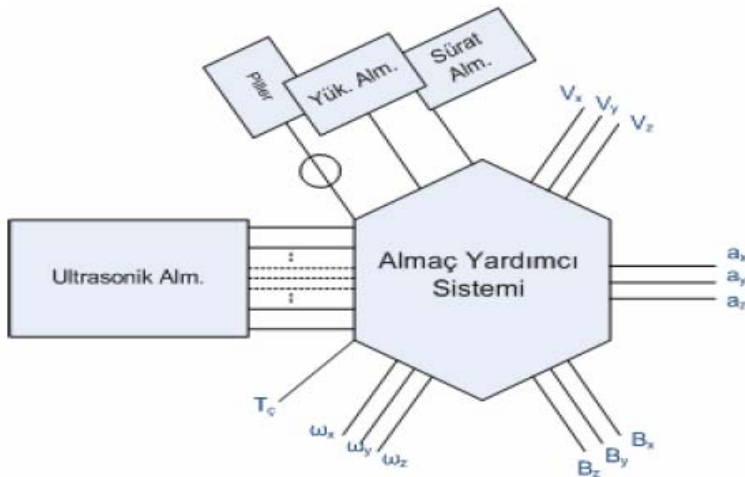 Piller
Yük. Alm.
Sürat
Alm.
Vx
Vy
Vz
Ultrasonik Alm.
Almaç Yardımcı
Sistemi
ax
ay
az
Tç
ωx
ωy
ωz
Bx
By
Bz